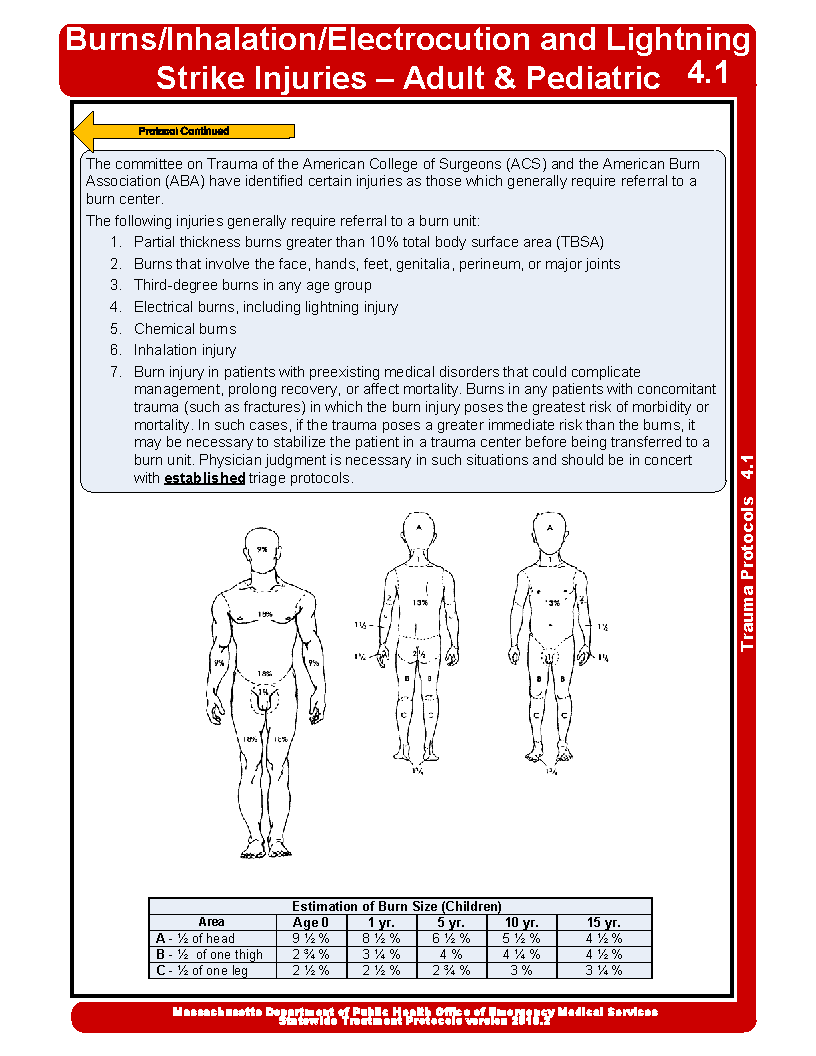 Burns/Inhalation/Electrocution and Lightning
Strike Injuries – Adult & Pediatric 4.1
Protocol Continued
The committee on Trauma of the American College of Surgeons (ACS) and the American Burn
Association (ABA) have identified certain injuries as those which generally require referral to a
burn center.
The following injuries generally require referral to a burn unit:
1. Partial thickness burns greater than 10% total body surface area (TBSA)
2. Burns that involve the face, hands, feet, genitalia, perineum, or major joints
3. Third-degree burns in any age group
4. Electrical burns, including lightning injury
5. Chemical burns
6. Inhalation injury
7. Burn injury in patients with preexisting medical disorders that could complicate
management, prolong recovery, or affect mortality. Burns in any patients with concomitant
trauma (such as fractures) in which the burn injury poses the greatest risk of morbidity or
mortality. In such cases, if the trauma poses a greater immediate risk than the burns, it
may be necessary to stabilize the patient in a trauma center before being transferred to a
burn unit. Physician judgment is necessary in such situations and should be in concert
with established triage protocols.
Trauma Protocols 4.1
9%
18%
9% 9%
18%
1%
18% 18%
A
1
13%
1½
1¼
2½
B B
C C
1¾
A
1
13%
1½
1¼
1
B B
C C
1¾
Estimation of Burn Size (Children)
Area Age 0 1 yr. 5 yr. 10 yr. 15 yr.
A - ½ of head 9 ½ % 8 ½ % 6 ½ % 5 ½ % 4 ½ %
B - ½ of one thigh 2 ¾ % 3 ¼ % 4 % 4 ¼ % 4 ½ %
C - ½ of one leg 2 ½ % 2 ½ % 2 ¾ % 3 % 3 ¼ %
Massachusetts Department of Public Health Office of Emergency Medical Services
Statewide Treatment Protocols version